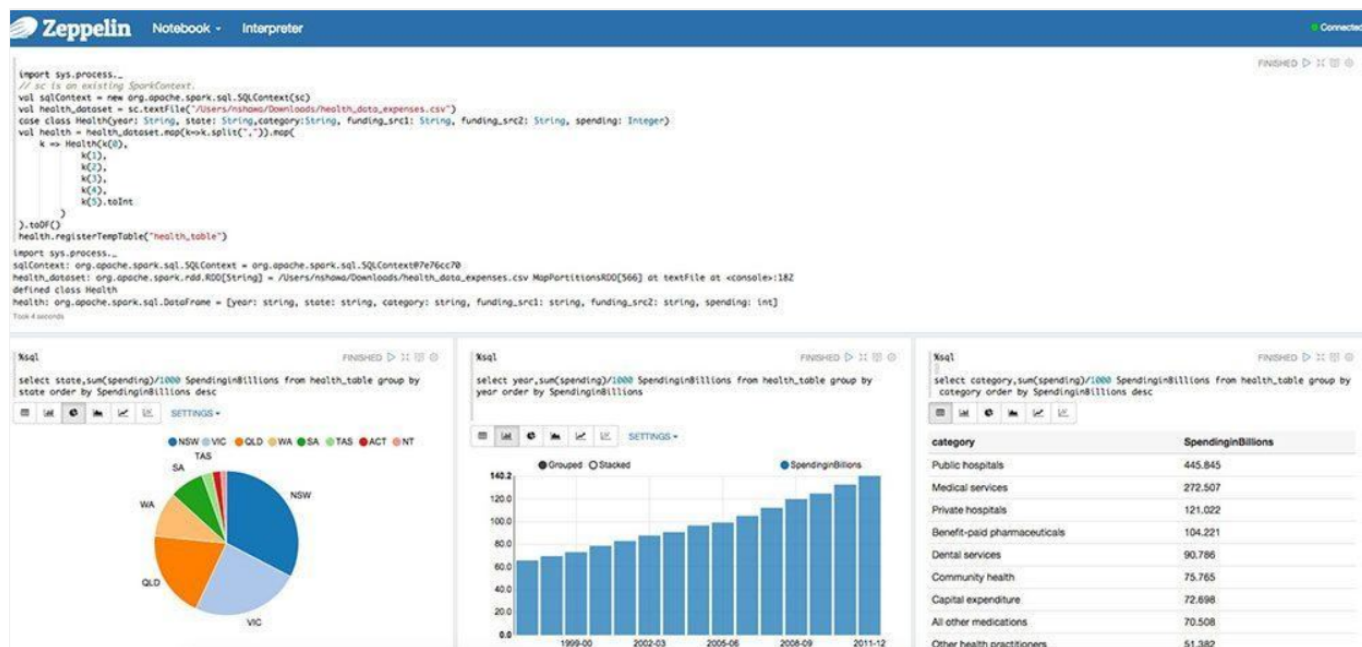 Zeppelin Notebook Interpreter Connected
FINISHED
import sys.process._
// sc is an existing SparkContext.
val sqlContext = new org.apache.spark.sql.SQLContext(sc)
val health_dataset = sc.textFile("/Users/nshawa/Downloads/health_data_expenses.csv")
case class Health(year: String, state: String,category:String, funding_src1: String, funding_src2: String, spending: Integer)
val health = health_dataset.map(k=>k.split(",")).map(
k => Health(k(0),
k(1),
k(2),
k(3),
k(4),
k(5).toInt
)
).toDF()
health.registerTempTable("health_table")
import sys.process._
sqlContext: org.apache.spark.sql.SQLContext = org.apache.spark.sql.SQLContext@7e76cc70
health_dataset: org.apache.spark.rdd.RDD[String] = /Users/nshawa/Downloads/health_data_expenses.csv MapPartitionsRDD[566] at textFile at <console>:182
defined class Health
health: org.apache.spark.sql.DataFrame = [year: string, state: string, category: string, funding_src1: string, funding_src2: string, spending: int]
Took 4 seconds
%sql FINISHED
select state,sum(spending)/1000 SpendinginBillions from health_table group by
state order by SpendinginBillions desc
SETTINGS
NSW VIC QLD WA SA TAS ACT NT
TAS
SA
NSW
WA
QLD
VIC
%sql FINISHED
select year,sum(spending)/1000 SpendinginBillions from health_table group by
year order by SpendinginBillions
SETTINGS
Grouped Stacked SpendinginBillions
140.2
120.0
100.0
80.0
60.0
40.0
20.0
0.0
1999-00 2002-03 2005-06 2008-09 2011-12
%sql FINISHED
select category,sum(spending)/1000 SpendinginBillions from health_table group by
category order by SpendinginBillions desc
category SpendinginBillions
Public hospitals 445.845
Medical services 272.507
Private hospitals 121.022
Benefit-paid pharmaceuticals 104.221
Dental services 90.786
Community health 75.765
Capital expenditure 72.698
All other medications 70.508
Other health practitioners 51.382